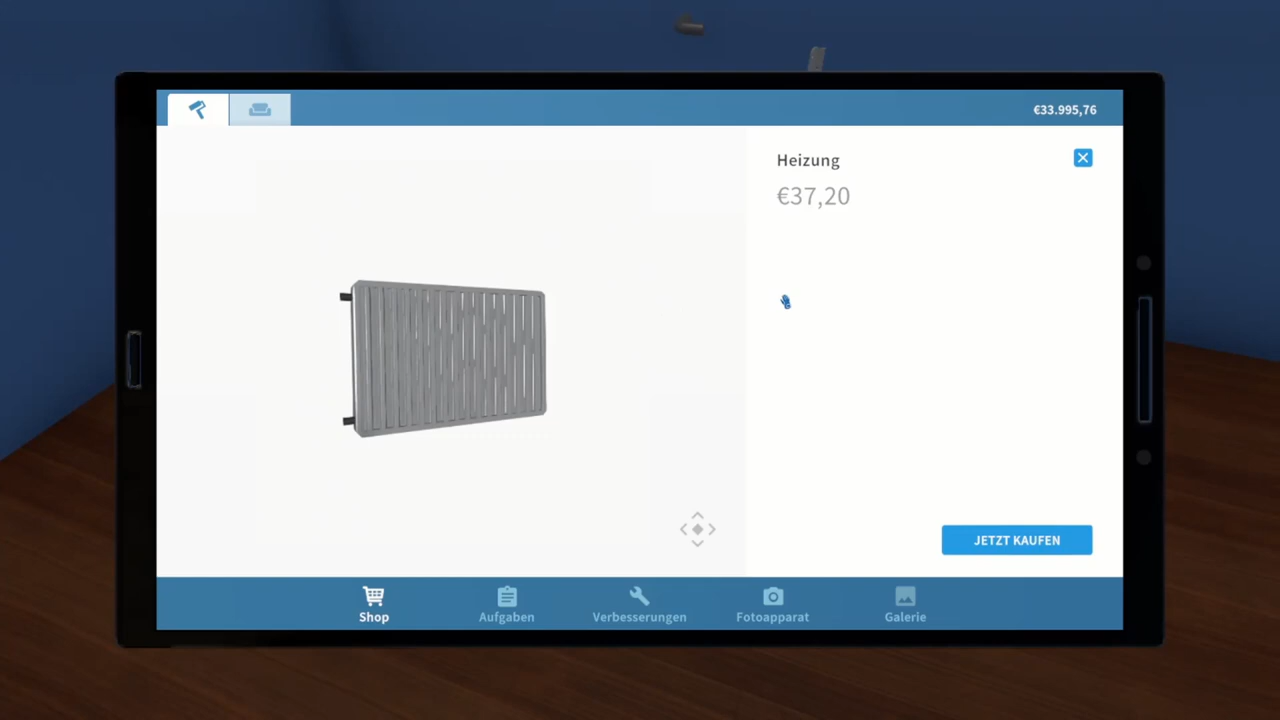 €33.995,76
Heizung
€37,20
JETZT KAUFEN
Shop
Aufgaben
Verbesserungen
Fotoapparat
Galerie